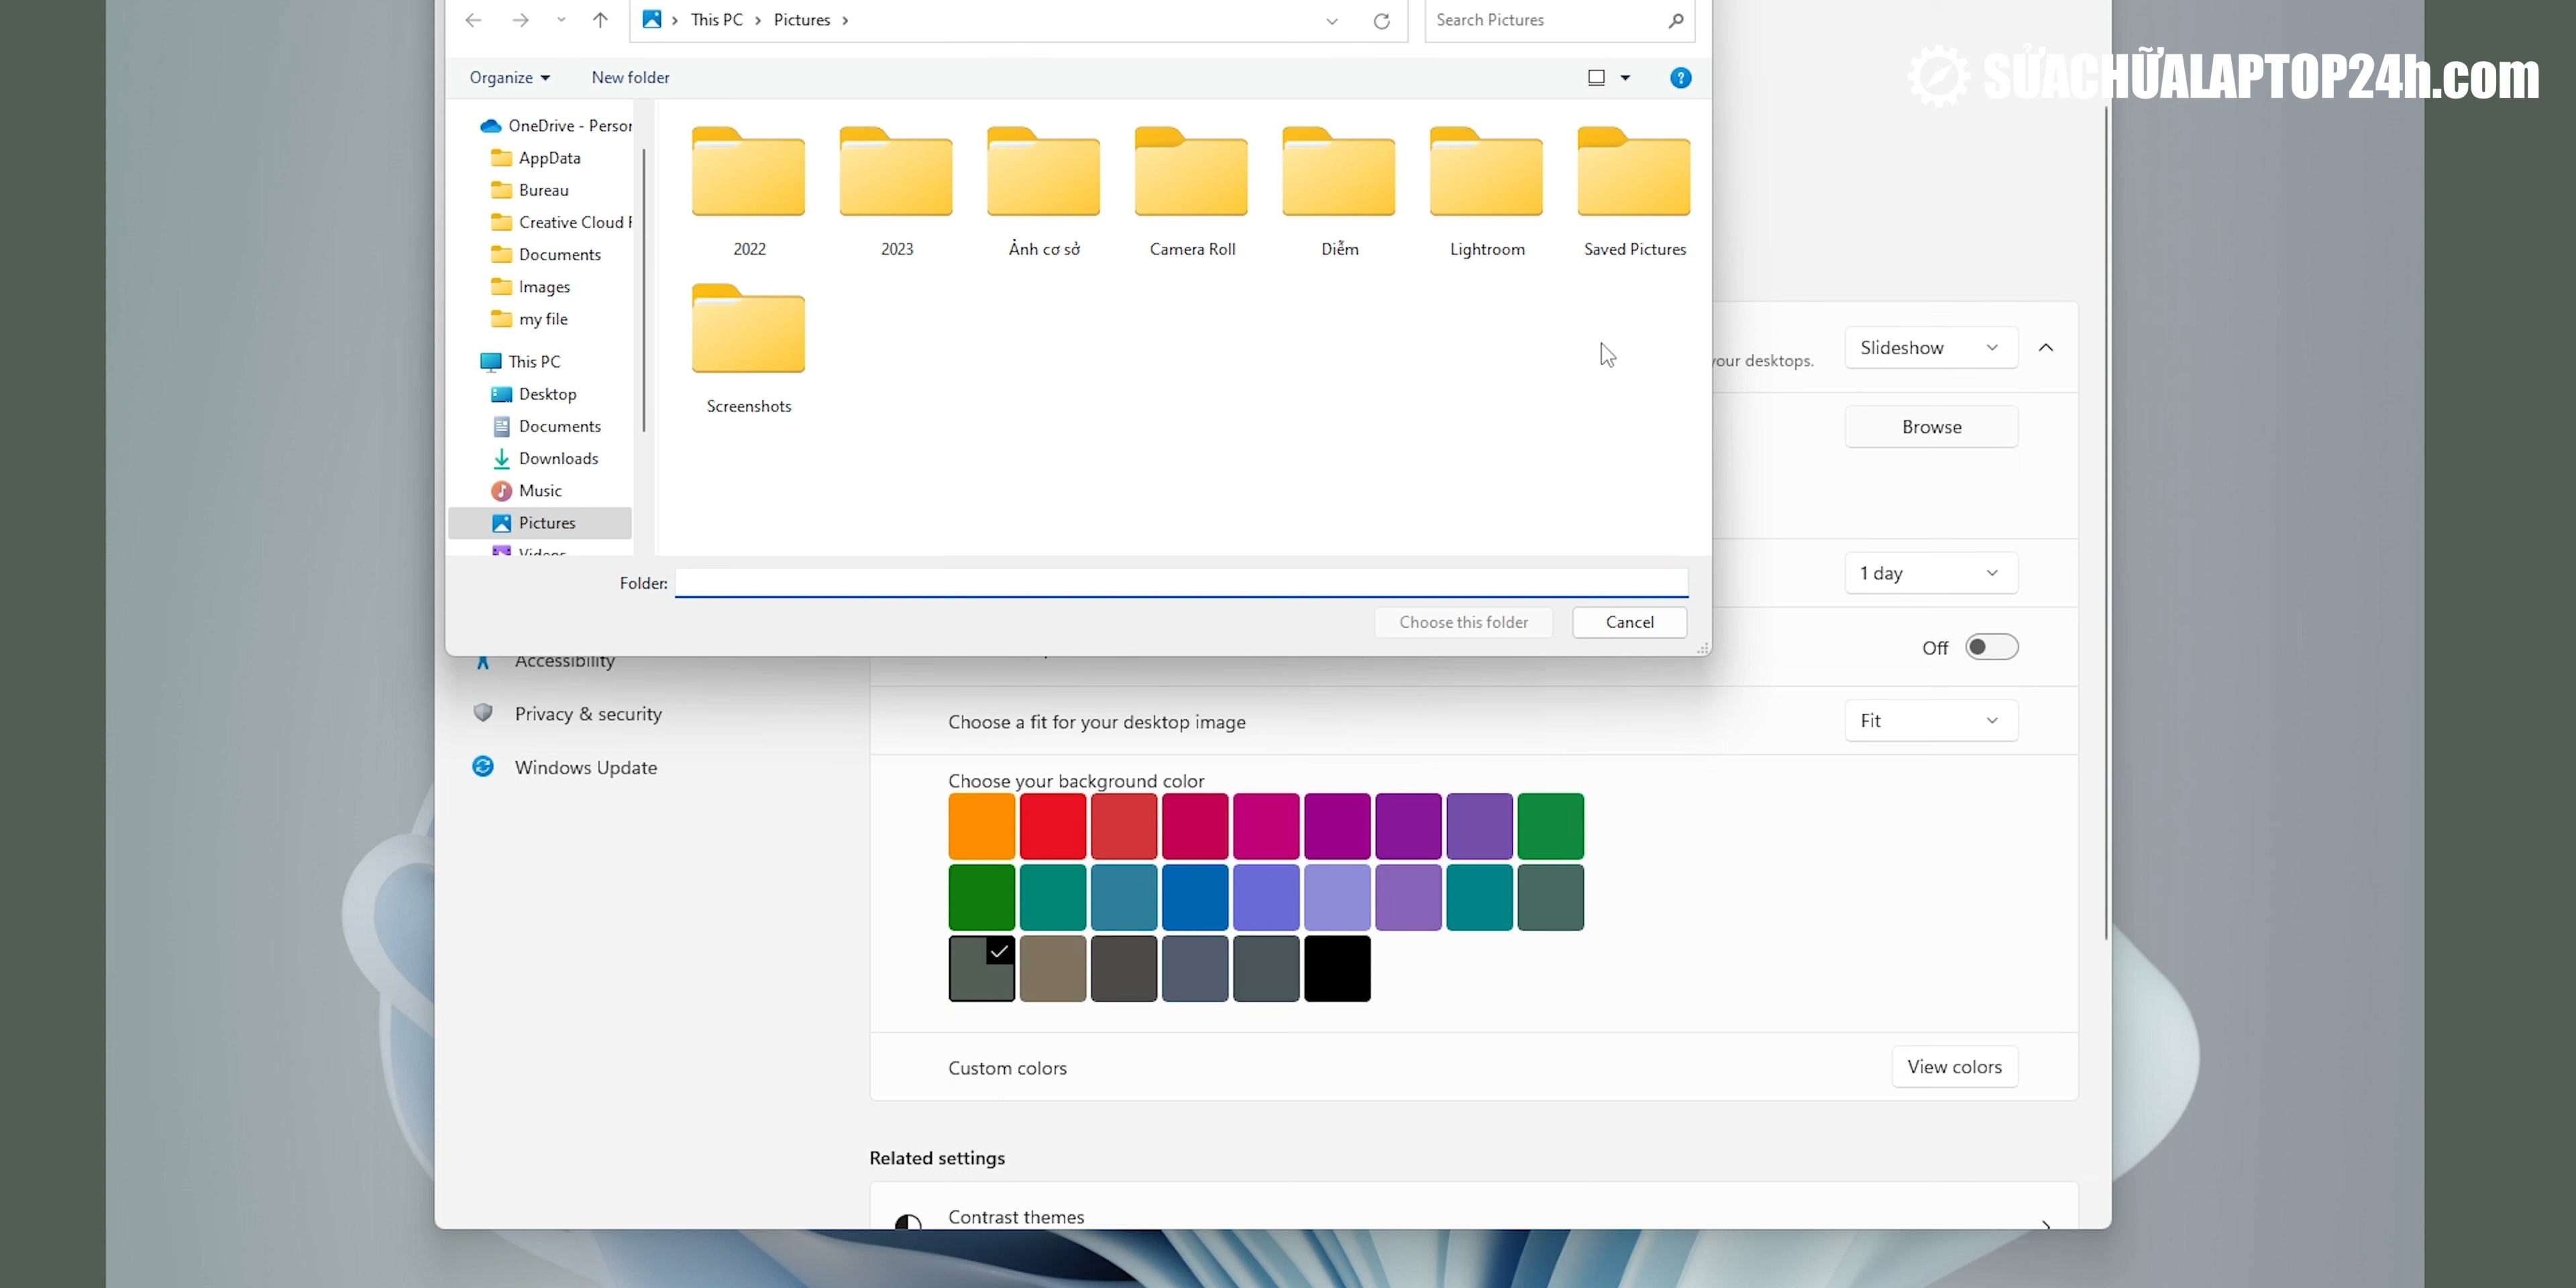 This PC
Pictures
Search Pictures
SỬACHỮALAPTOP24h.com
Organize
New folder
OneDrive - Person
AppData
Bureau
Creative Cloud F
Documents
Images
my file
This PC
Desktop
Documents
Downloads
Music
Pictures
Videos
2022
2023
Ảnh cơ sở
Camera Roll
Diễm
Lightroom
Saved Pictures
Screenshots
Folder:
Choose this folder
Cancel
your desktops.
Slideshow
Browse
1 day
Off
Accessibility
Privacy & security
Windows Update
Choose a fit for your desktop image
Fit
Choose your background color
Custom colors
View colors
Related settings
Contrast themes